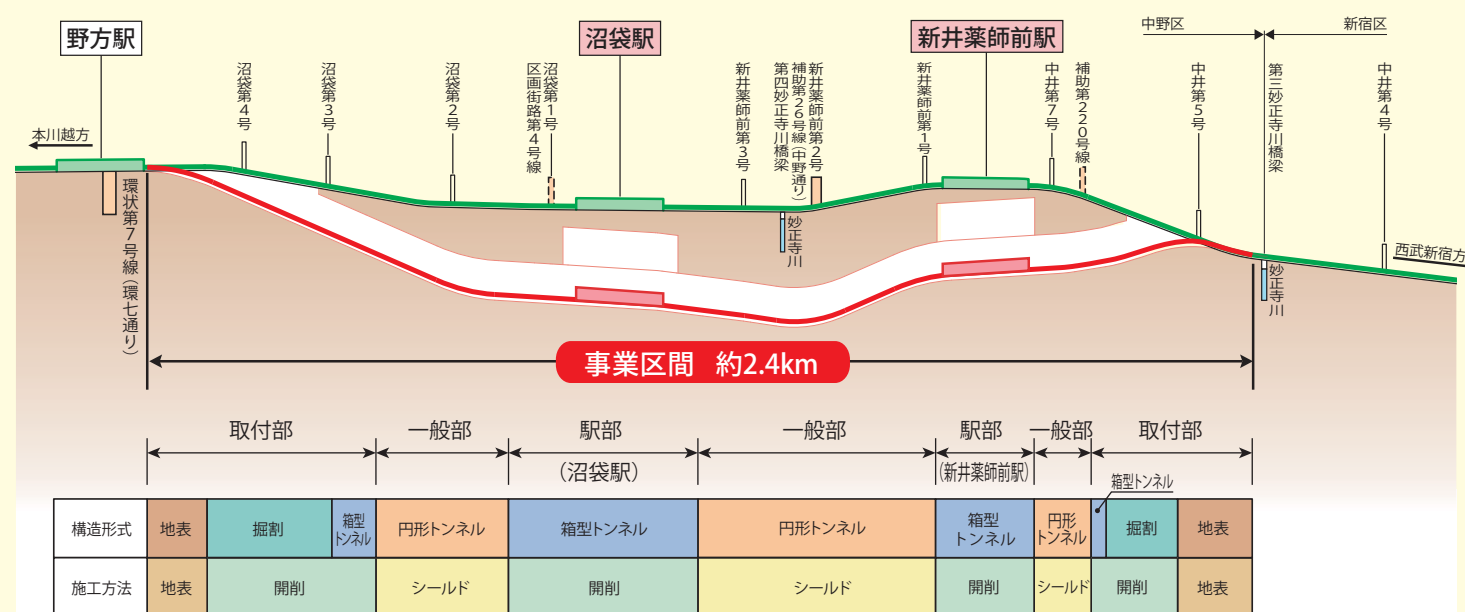 野方駅
沼袋駅
新井薬師前駅
中野区
新宿区
本川越方
沼袋第4号
沼袋第3号
沼袋第2号
沼袋第1号
区画街路第4号線
新井薬師前第3号
第四妙正寺川橋梁
補助第26号線(中野通り)
新井薬師前第2号
新井薬師前第1号
中井第7号
補助第220号線
中井第5号
第三妙正寺川橋梁
中井第4号
西武新宿方
環状第7号線(環七通り)
妙正寺川
妙正寺川
事業区間 約2.4km
取付部 一般部 駅部 一般部 駅部 一般部 取付部
(沼袋駅) (新井薬師前駅)
箱型トンネル
構造形式 地表 掘割 箱型トンネル 円形トンネル 箱型トンネル 円形トンネル 箱型トンネル 円形トンネル 掘割 地表
施工方法 地表 開削 シールド 開削 シールド 開削 シールド 開削 地表